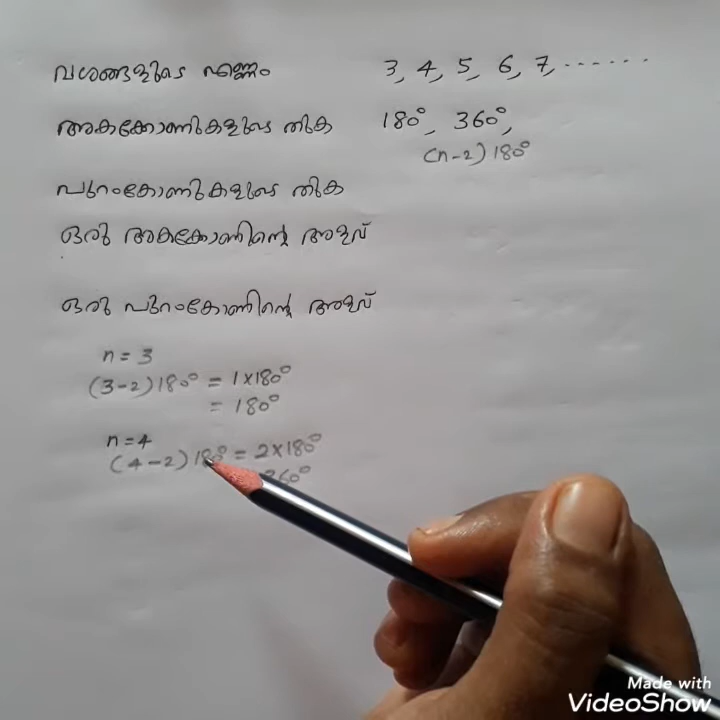 വശങ്ങളുടെ എണ്ണം 3, 4, 5, 6, 7, ......
അകക്കോണുകളുടെ തുക 180°, 360°,
(n-2) 180°
പുറംകോണുകളുടെ തുക
ഒരു അകക്കോണിന്റെ അളവ്
ഒരു പുറംകോണിന്റെ അളവ്
n = 3
(3-2) 180° = 1 × 180°
= 180°
n = 4
(4-2) 180° = 2 × 180°
360°
Made with
VideoShow